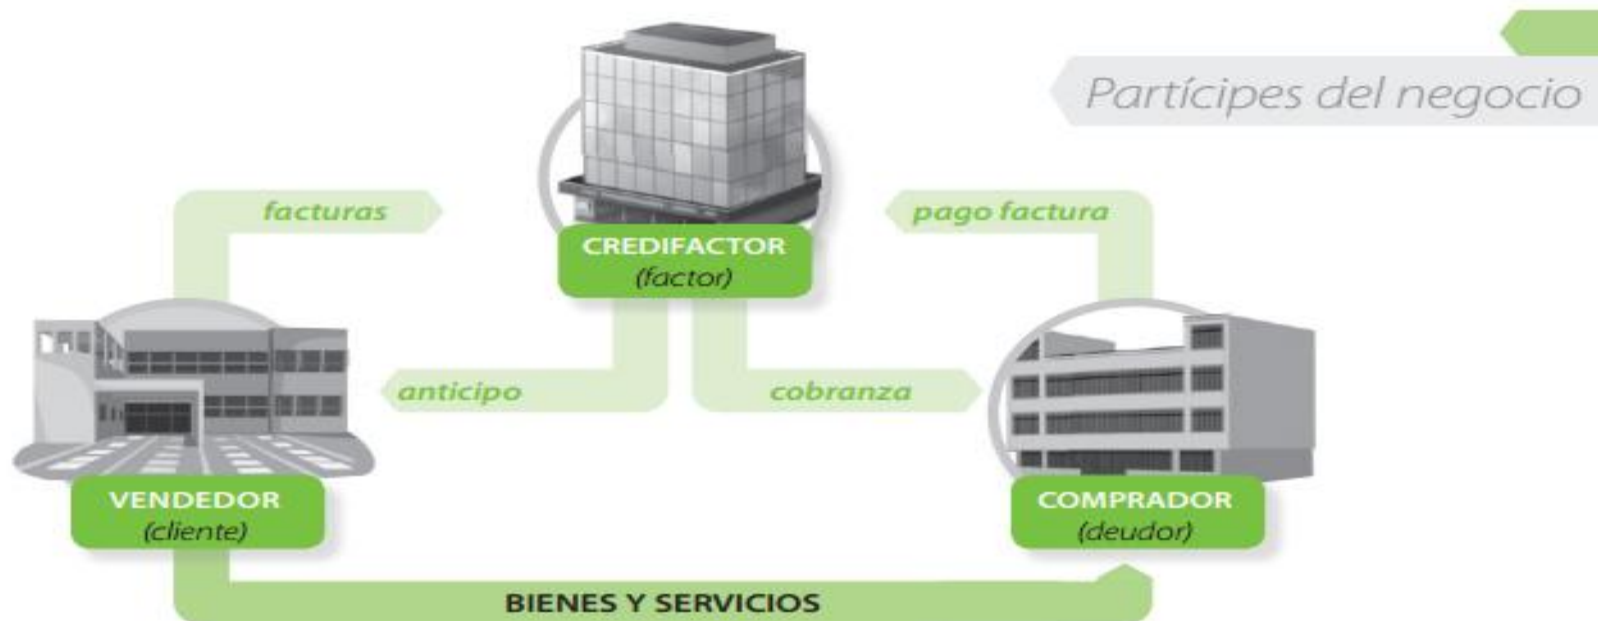 Partícipes del negocio
facturas
pago factura
CREDIFACTOR
(factor)
anticipo
cobranza
VENDEDOR
(cliente)
COMPRADOR
(deudor)
BIENES Y SERVICIOS